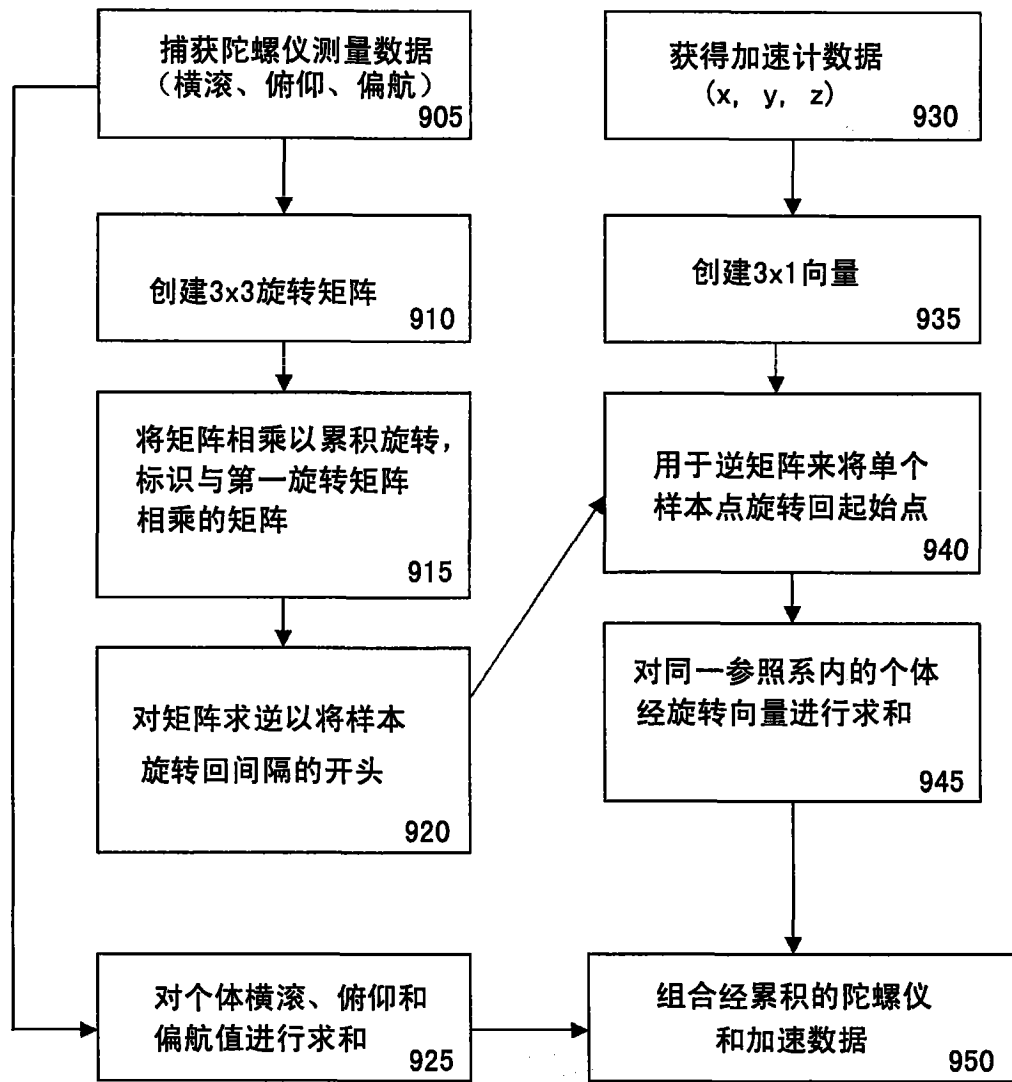 捕获陀螺仪测量数据
（横滚、俯仰、偏航）
905
创建3x3旋转矩阵
910
将矩阵相乘以累积旋转，
标识与第一旋转矩阵
相乘的矩阵
915
对矩阵求逆以将样本
旋转回间隔的开头
920
对个体横滚、俯仰和
偏航值进行求和
925
获得加速计数据
(x, y, z)
930
创建3x1向量
935
用于逆矩阵来将单个
样本点旋转回起始点
940
对同一参照系内的个体
经旋转向量进行求和
945
组合经累积的陀螺仪
和加速数据
950